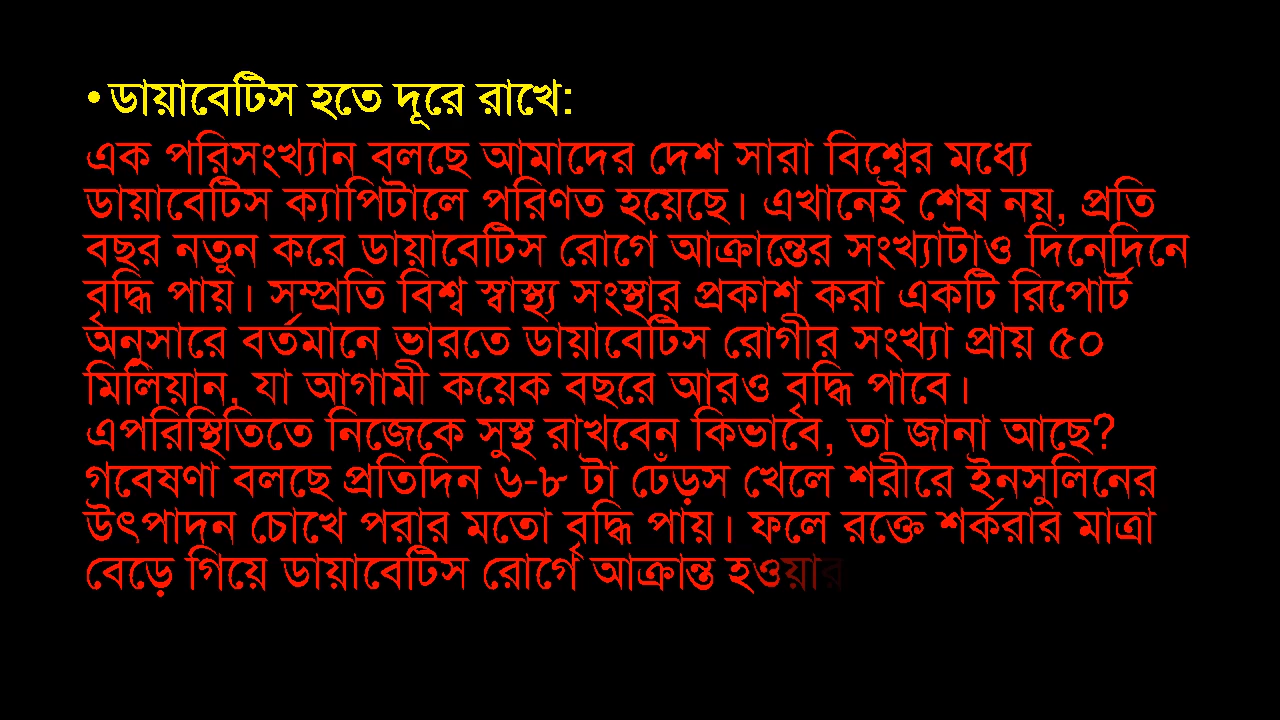 • ডায়াবেটিস হতে দূরে রাখে:
এক পরিসংখ্যান বলছে আমাদের দেশ সারা বিশ্বের মধ্যে
ডায়াবেটিস ক্যাপিটালে পরিণত হয়েছে। এখানেই শেষ নয়, প্রতি
বছর নতুন করে ডায়াবেটিস রোগে আক্রান্তের সংখ্যাটাও দিনেদিনে
বৃদ্ধি পায়। সম্প্রতি বিশ্ব স্বাস্থ্য সংস্থার প্রকাশ করা একটি রিপোর্ট
অনুসারে বর্তমানে ভারতে ডায়াবেটিস রোগীর সংখ্যা প্রায় ৫০
মিলিয়ান, যা আগামী কয়েক বছরে আরও বৃদ্ধি পাবে।
এপরিস্থিতিতে নিজেকে সুস্থ রাখবেন কিভাবে, তা জানা আছে?
গবেষণা বলছে প্রতিদিন ৬-৮ টা ঢেঁড়স খেলে শরীরে ইনসুলিনের
উৎপাদন চোখে পরার মতো বৃদ্ধি পায়। ফলে রক্তে শর্করার মাত্রা
বেড়ে গিয়ে ডায়াবেটিস রোগে আক্রান্ত হওয়ার